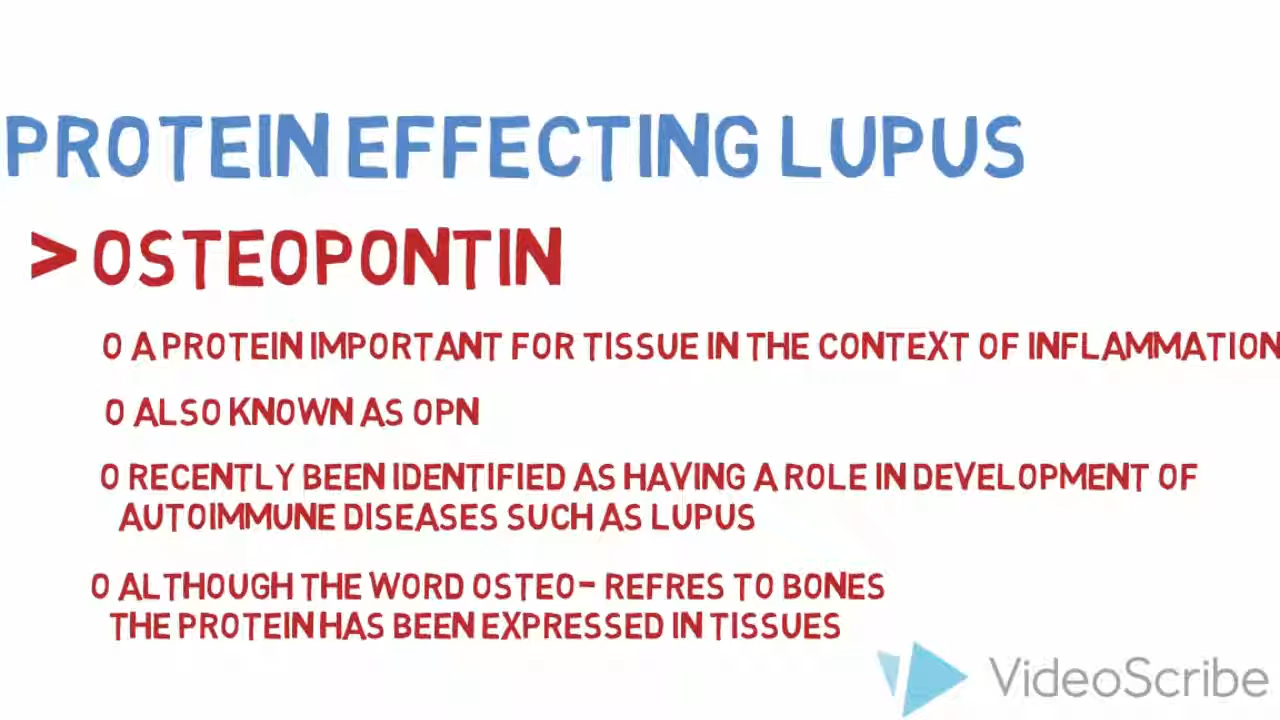 PROTEIN EFFECTING LUPUS
> OSTEOPONTIN
O A PROTEIN IMPORTANT FOR TISSUE IN THE CONTEXT OF INFLAMMATION
O ALSO KNOWN AS OPN
O RECENTLY BEEN IDENTIFIED AS HAVING A ROLE IN DEVELOPMENT OF
AUTOIMMUNE DISEASES SUCH AS LUPUS
O ALTHOUGH THE WORD OSTEO- REFRES TO BONES
THE PROTEIN HAS BEEN EXPRESSED IN TISSUES
VideoScribe